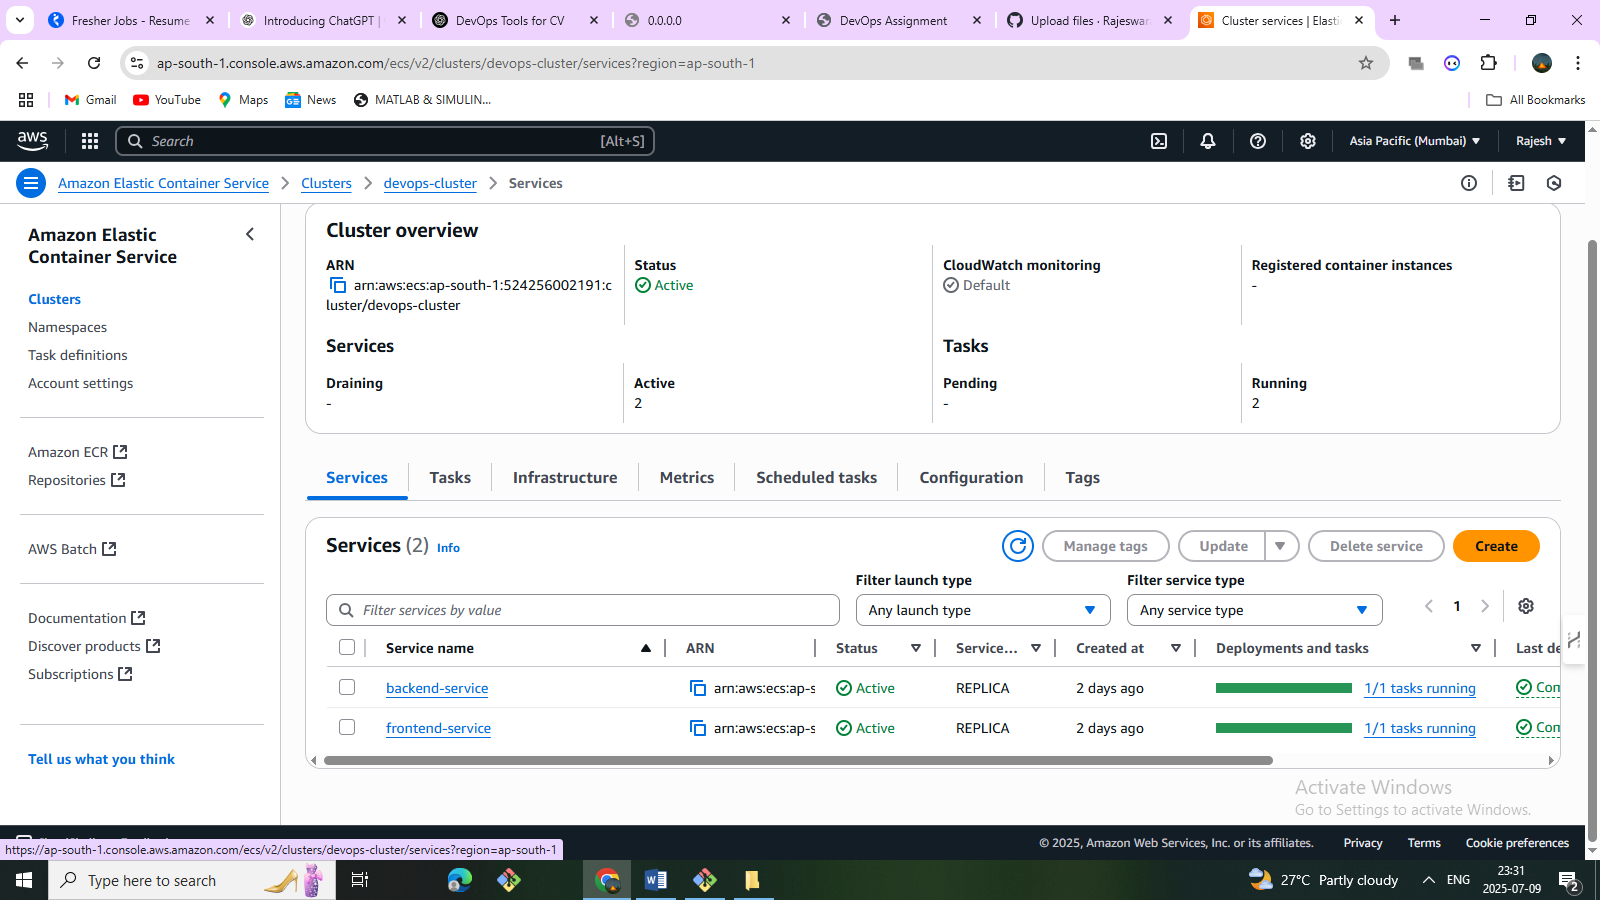 Fresher Jobs - Resume
Introducing ChatGPT |
DevOps Tools for CV
0.0.0.0
DevOps Assignment
Upload files · Rajeswar
Cluster services | Elasti
ap-south-1.console.aws.amazon.com/ecs/v2/clusters/devops-cluster/services?region=ap-south-1
Gmail YouTube Maps News MATLAB & SIMULIN... All Bookmarks
aws Search [Alt+S] Asia Pacific (Mumbai) Rajesh
Amazon Elastic Container Service Clusters devops-cluster Services
Amazon Elastic
Container Service
Clusters
Namespaces
Task definitions
Account settings
Amazon ECR
Repositories
AWS Batch
Documentation
Discover products
Subscriptions
Tell us what you think
Cluster overview
ARN
arn:aws:ecs:ap-south-1:524256002191:c
luster/devops-cluster
Status
Active
CloudWatch monitoring
Default
Registered container instances
-
Services
Draining
-
Active
2
Tasks
Pending
-
Running
2
Services Tasks Infrastructure Metrics Scheduled tasks Configuration Tags
Services (2) Info Manage tags Update Delete service Create
Filter launch type Filter service type
Filter services by value Any launch type Any service type 1
Service name ARN Status Service... Created at Deployments and tasks Last de
backend-service arn:aws:ecs:ap-s Active REPLICA 2 days ago 1/1 tasks running Com
frontend-service arn:aws:ecs:ap-s Active REPLICA 2 days ago 1/1 tasks running Com
Activate Windows
Go to Settings to activate Windows.
© 2025, Amazon Web Services, Inc. or its affiliates. Privacy Terms Cookie preferences
https://ap-south-1.console.aws.amazon.com/ecs/v2/clusters/devops-cluster/services?region=ap-south-1
Type here to search 27°C Partly cloudy ENG
23:31
2025-07-09
2